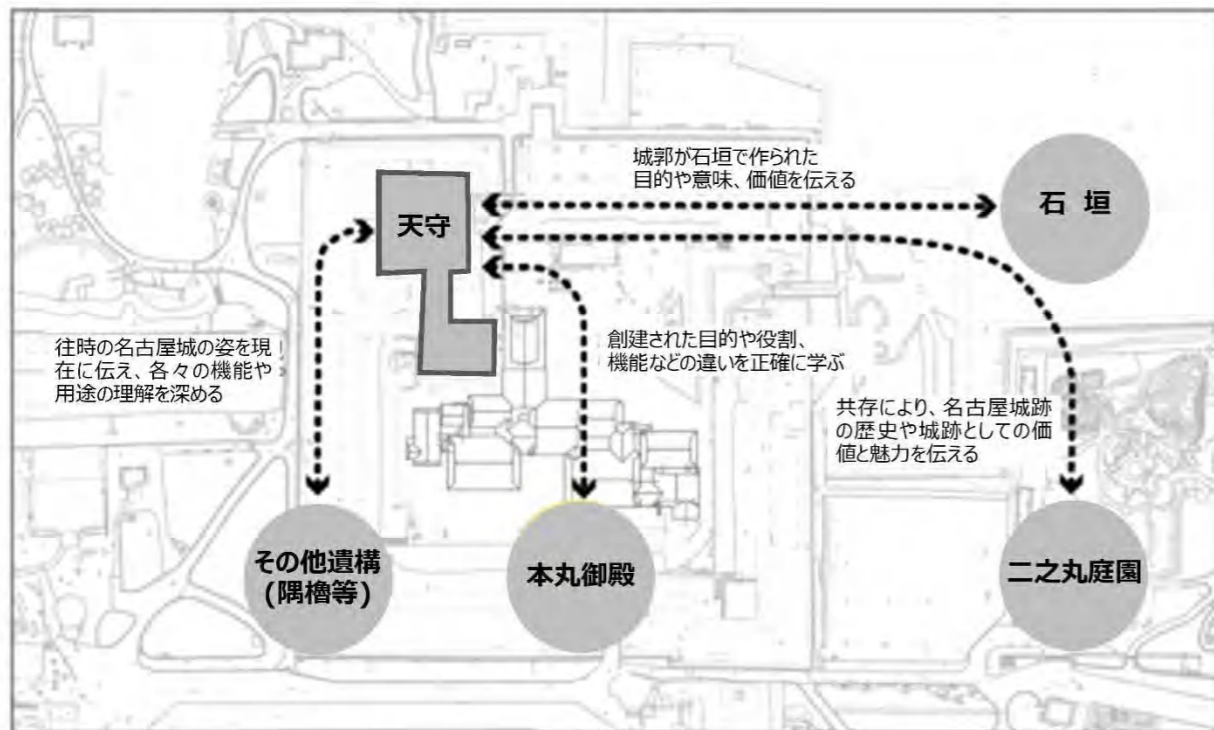 城郭が石垣で作られた
目的や意味、価値を伝える
石 垣
天守
往時の名古屋城の姿を現
在に伝え、各々の機能や
用途の理解を深める
創建された目的や役割、
機能などの違いを正確に学ぶ
共存により、名古屋城跡
の歴史や城跡としての価
値と魅力を伝える
その他遺構
(隅櫓等)
本丸御殿
二之丸庭園